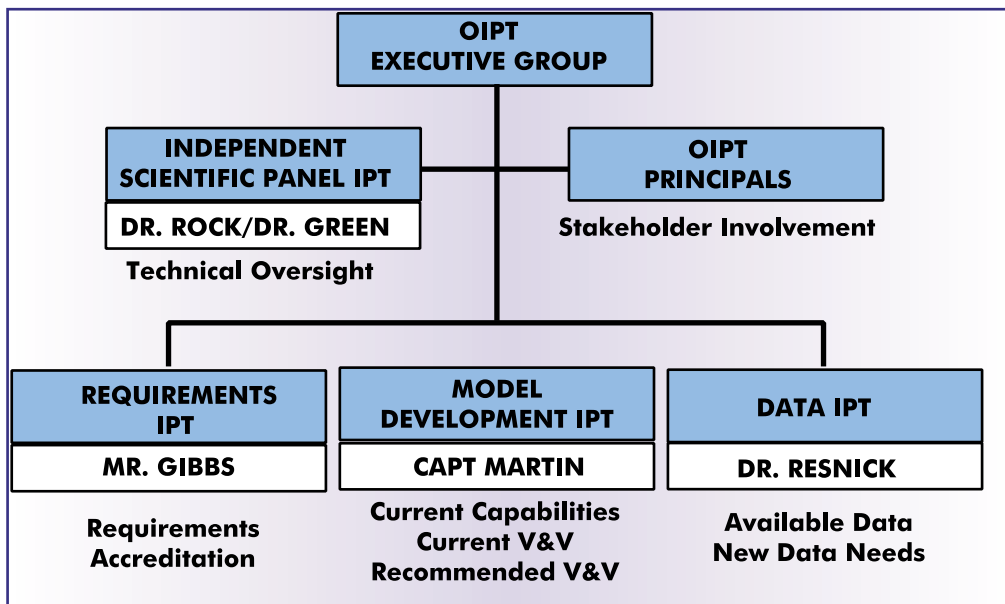 OIPT
EXECUTIVE GROUP
INDEPENDENT
SCIENTIFIC PANEL IPT
DR. ROCK/DR. GREEN
Technical Oversight
OIPT
PRINCIPALS
Stakeholder Involvement
REQUIREMENTS
IPT
MR. GIBBS
Requirements
Accreditation
MODEL
DEVELOPMENT IPT
CAPT MARTIN
Current Capabilities
Current V&V
Recommended V&V
DATA IPT
DR. RESNICK
Available Data
New Data Needs